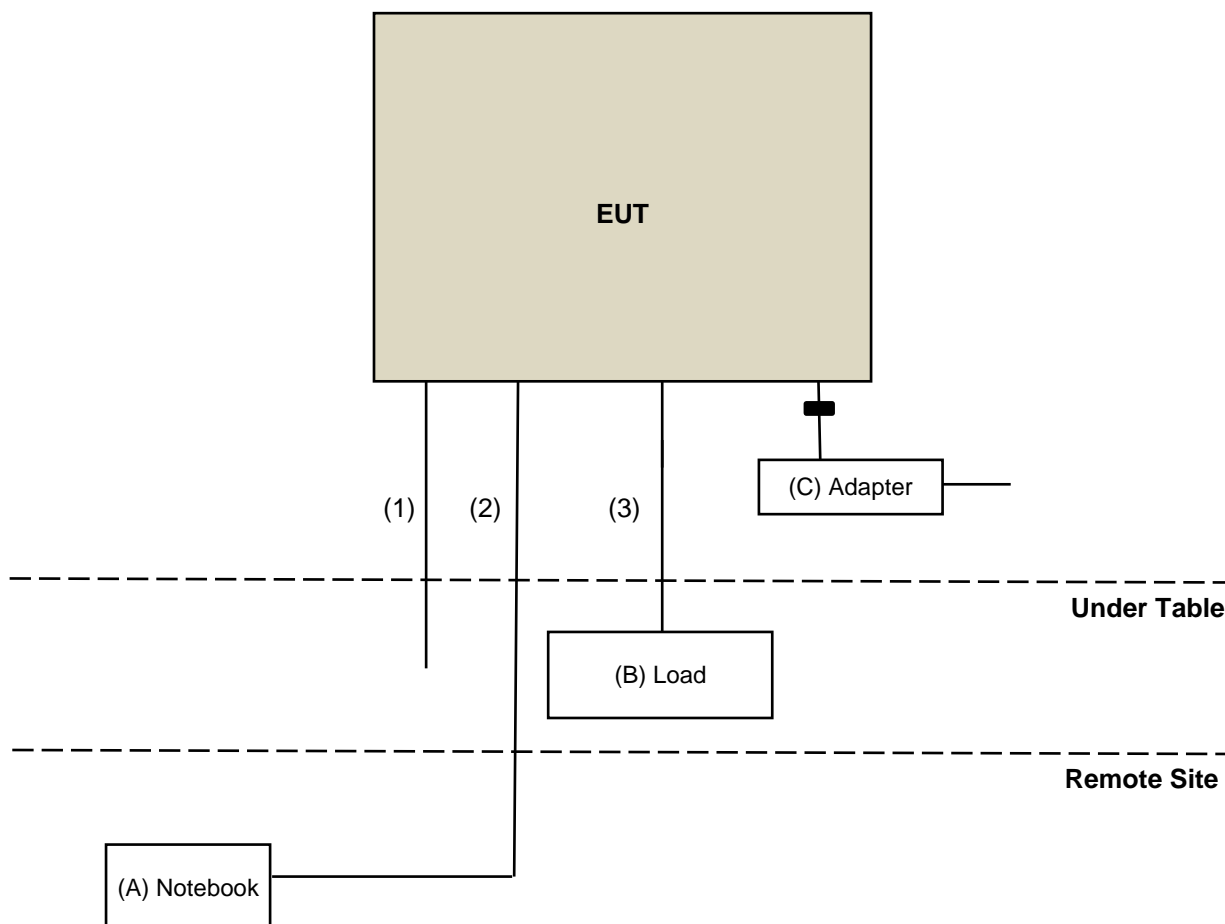 EUT
(C) Adapter
(1)
(2)
(3)
Under Table
(B) Load
Remote Site
(A) Notebook